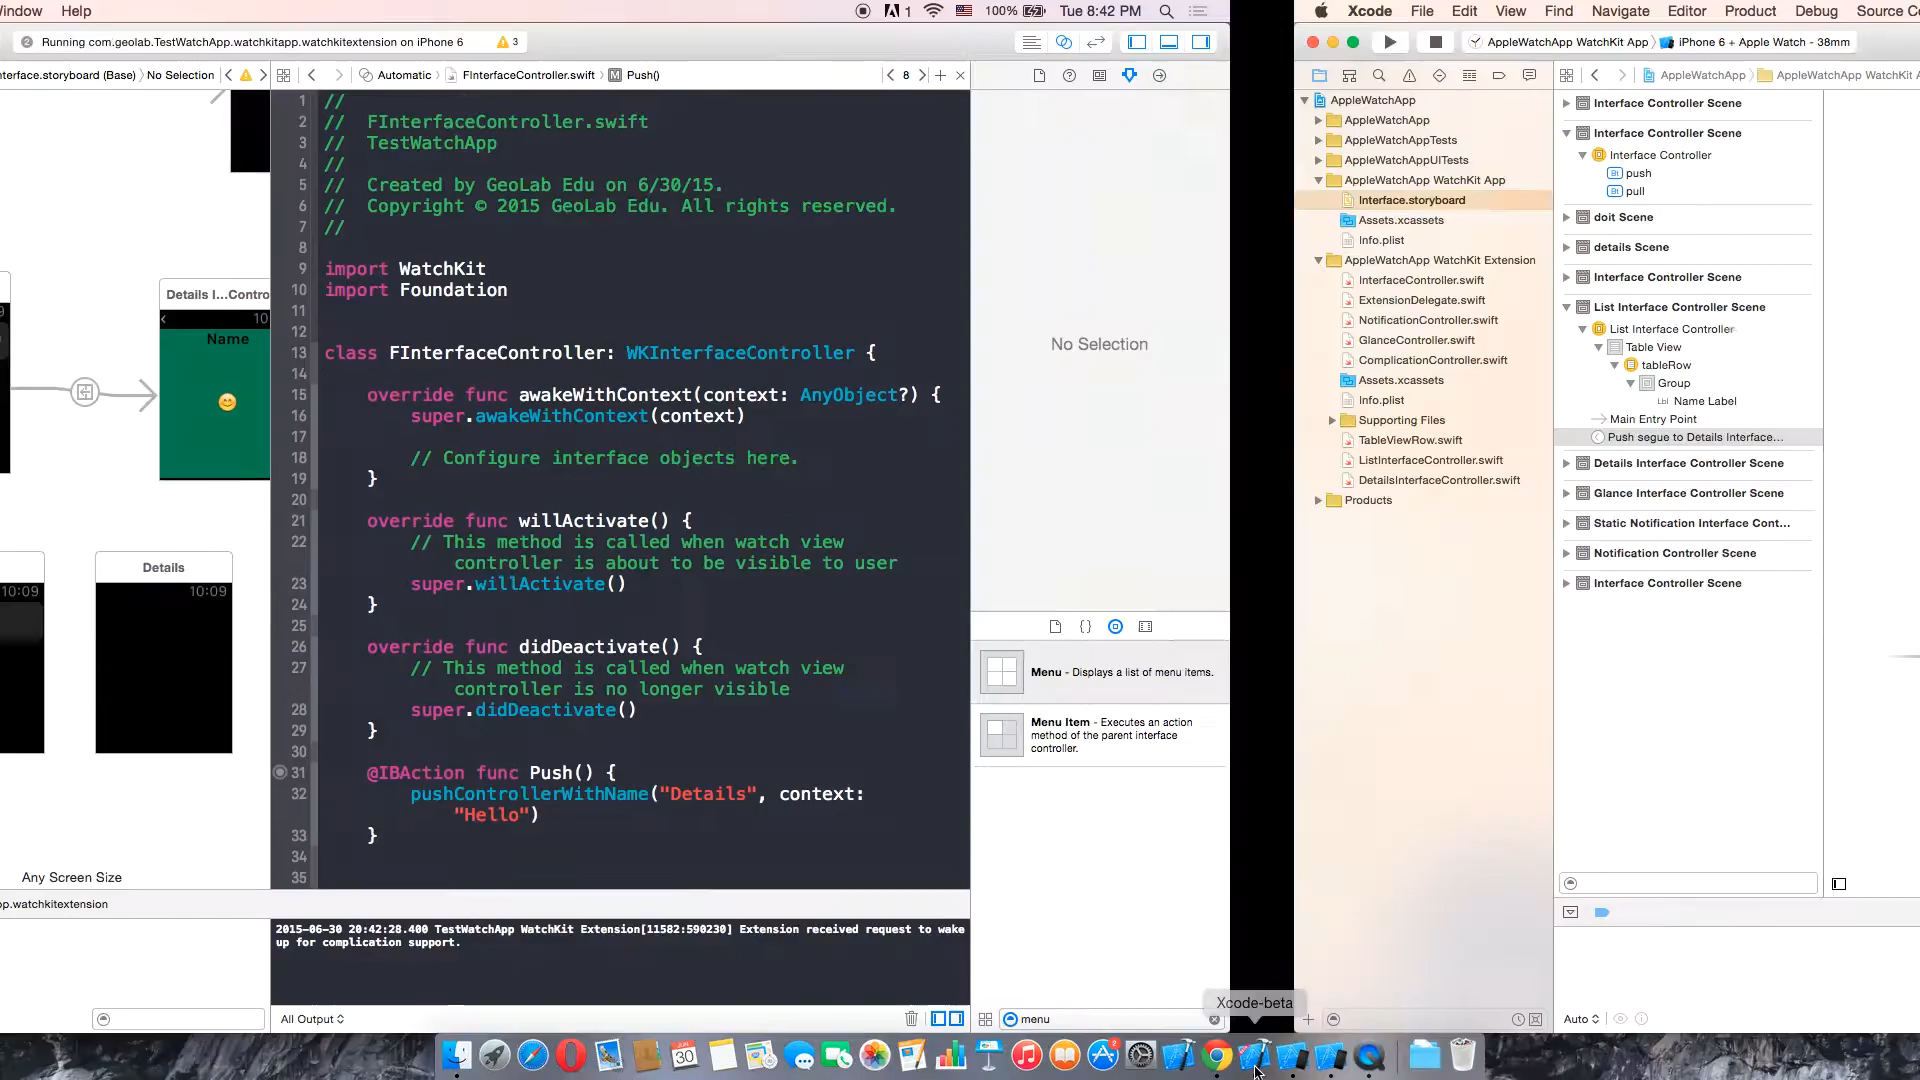 indow Help
1
100%
Tue 8:42 PM
Xcode File Edit View Find Navigate Editor Product Debug Source C
2 Running com.geolab.TestWatchApp.watchkitapp.watchkitextension on iPhone 6
3
AppleWatchApp WatchKit App
iPhone 6 + Apple Watch - 38mm
nterface.storyboard (Base) No Selection
Automatic FInterfaceController.swift M Push()
8
AppleWatchApp AppleWatchApp WatchKit A
1 //
2 // FInterfaceController.swift
3 // TestWatchApp
4 //
5 // Created by GeoLab Edu on 6/30/15.
6 // Copyright © 2015 GeoLab Edu. All rights reserved.
7 //
8
9 import WatchKit
10 import Foundation
11
12
13 class FInterfaceController: WKInterfaceController {
14
15 override func awakeWithContext(context: AnyObject?) {
16 super.awakeWithContext(context)
17
18 // Configure interface objects here.
19 }
20
21 override func willActivate() {
22 // This method is called when watch view
controller is about to be visible to user
23 super.willActivate()
24 }
25
26 override func didDeactivate() {
27 // This method is called when watch view
controller is no longer visible
28 super.didDeactivate()
29 }
30
31 @IBAction func Push() {
32 pushControllerWithName("Details", context:
"Hello")
33 }
34
35
Details I...Contro
10
Name
10:09
Details
10:09
Any Screen Size
pp.watchkitextension
2015-06-30 20:42:28.400 TestWatchApp WatchKit Extension[11582:590230] Extension received request to wake
up for complication support.
All Output
No Selection
Menu - Displays a list of menu items.
Menu Item - Executes an action
method of the parent interface
controller.
menu
Xcode-beta
AppleWatchApp
AppleWatchApp
AppleWatchAppTests
AppleWatchAppUITests
AppleWatchApp WatchKit App
Interface.storyboard
Assets.xcassets
Info.plist
AppleWatchApp WatchKit Extension
InterfaceController.swift
ExtensionDelegate.swift
NotificationController.swift
GlanceController.swift
ComplicationController.swift
Assets.xcassets
Info.plist
Supporting Files
TableViewRow.swift
ListInterfaceController.swift
DetailsInterfaceController.swift
Products
Interface Controller Scene
Interface Controller Scene
Interface Controller
Bt push
Bt pull
doit Scene
details Scene
Interface Controller Scene
List Interface Controller Scene
List Interface Controller
Table View
tableRow
Group
Lbl Name Label
Main Entry Point
Push segue to Details Interface...
Details Interface Controller Scene
Glance Interface Controller Scene
Static Notification Interface Cont...
Notification Controller Scene
Interface Controller Scene
Auto
JUN
30
2